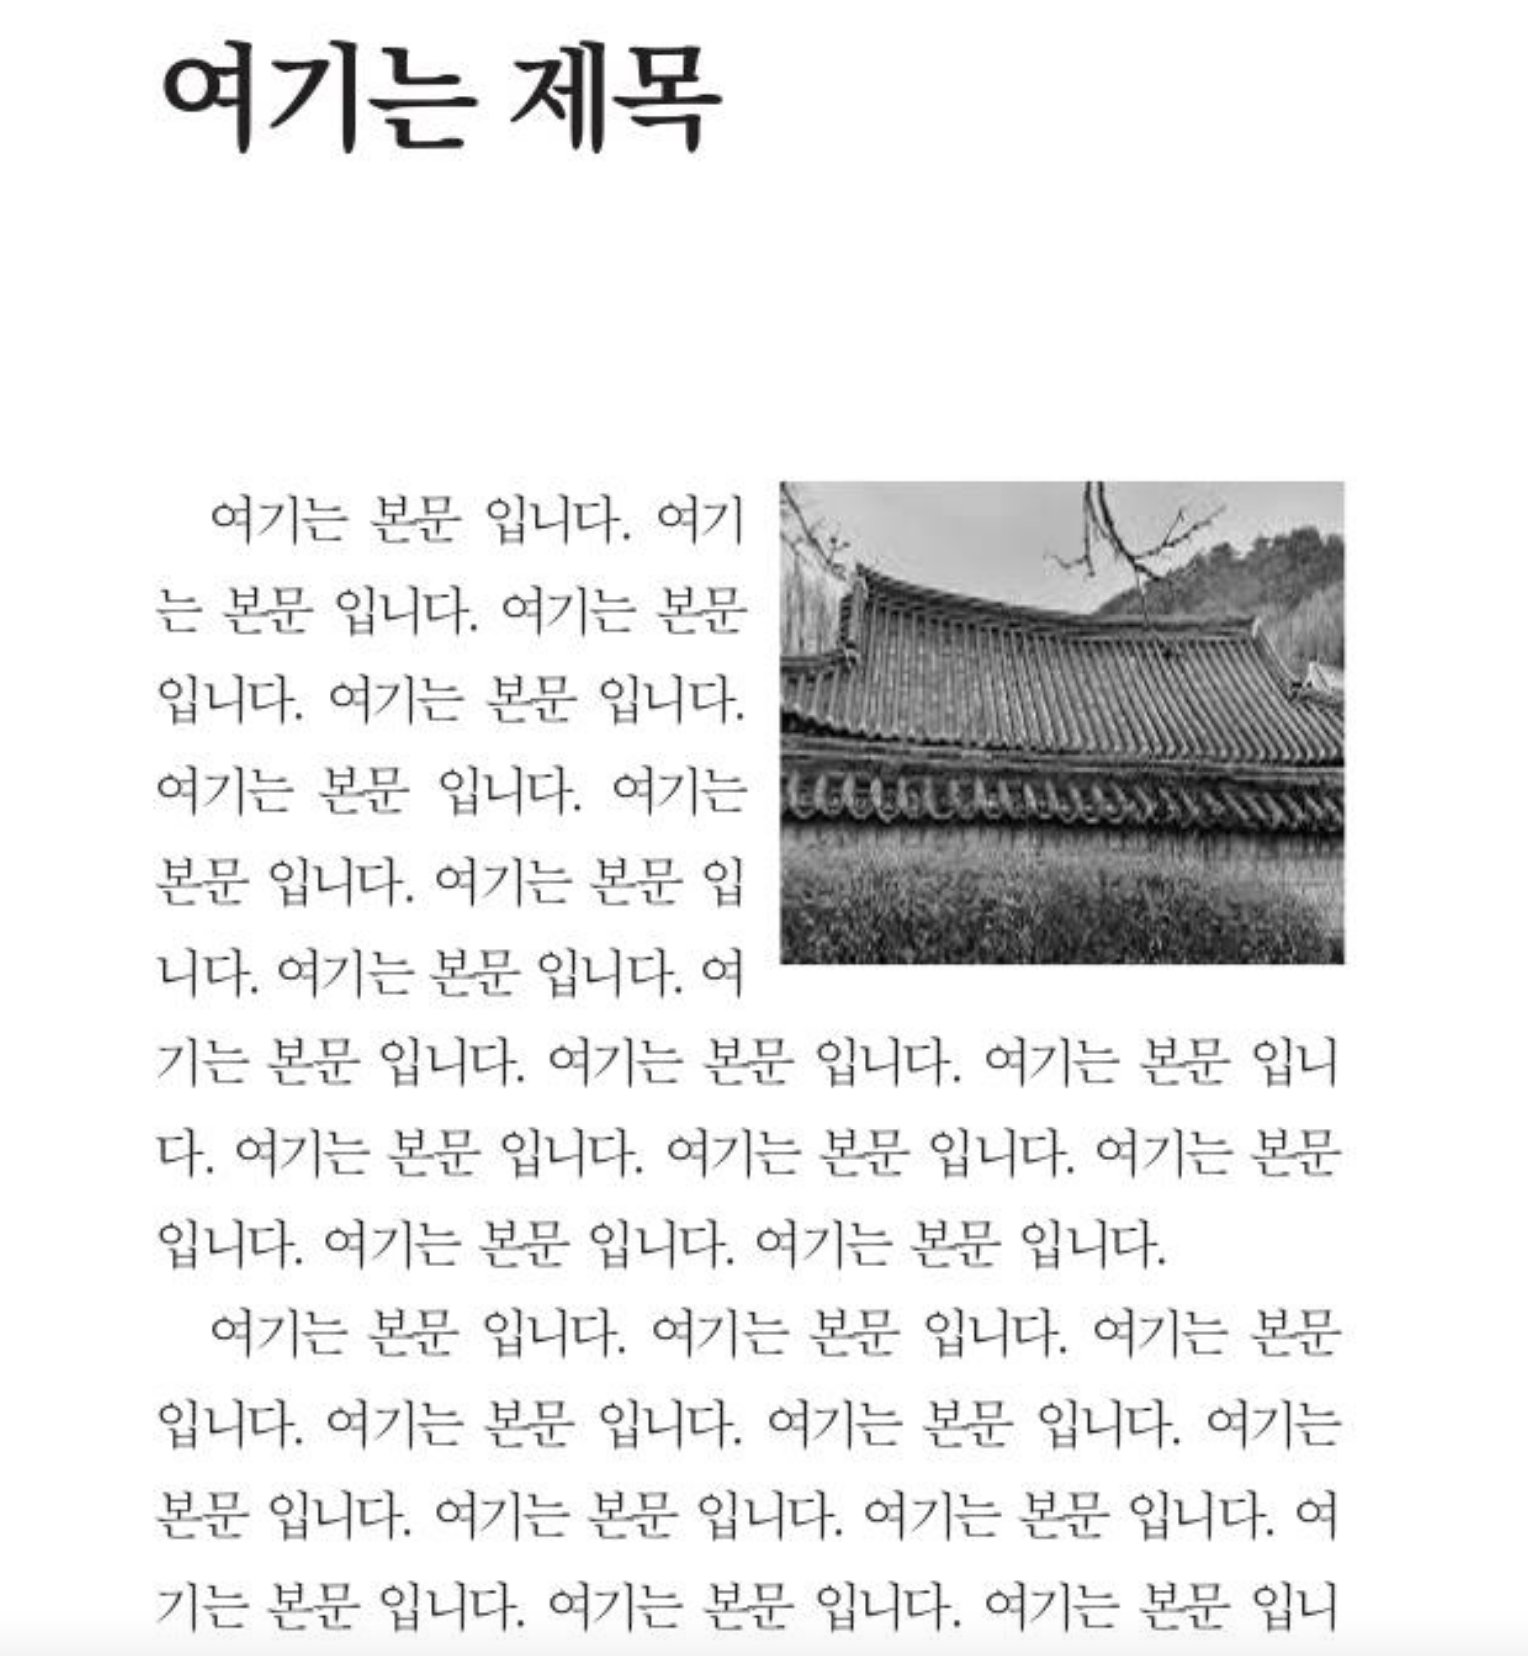 여기는 제목
여기는 본문 입니다. 여기
는 본문 입니다. 여기는 본문
입니다. 여기는 본문 입니다.
여기는 본문 입니다. 여기는
본문 입니다. 여기는 본문 입
니다. 여기는 본문 입니다. 여
기는 본문 입니다. 여기는 본문 입니다. 여기는 본문 입니
다. 여기는 본문 입니다. 여기는 본문 입니다. 여기는 본문
입니다. 여기는 본문 입니다. 여기는 본문 입니다.
여기는 본문 입니다. 여기는 본문 입니다. 여기는 본문
입니다. 여기는 본문 입니다. 여기는 본문 입니다. 여기는
본문 입니다. 여기는 본문 입니다. 여기는 본문 입니다. 여
기는 본문 입니다. 여기는 본문 입니다. 여기는 본문 입니